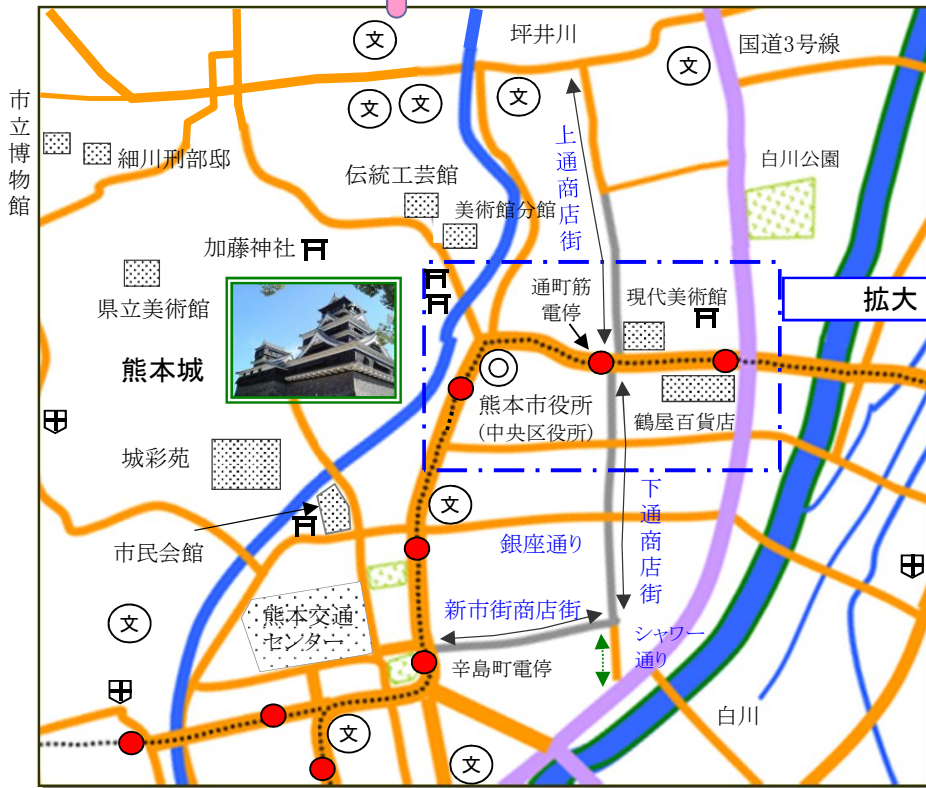 坪井川
国道3号線
文
文
文
文
文
市立博物館
細川刑部邸
上通商店街
白川公園
伝統工芸館
美術館分館
加藤神社
県立美術館
通町筋
電停
現代美術館
拡大
熊本城
熊本市役所
(中央区役所)
鶴屋百貨店
城彩苑
文
市民会館
銀座通り
下通商店街
新市街商店街
熊本交通
センター
文
シャワー
通り
辛島町電停
白川
文
文